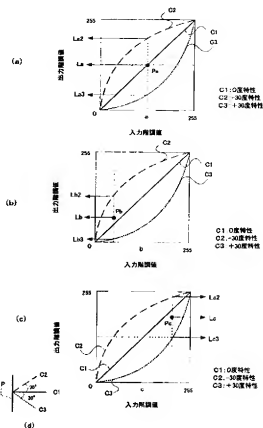 (a)
出力階調値
255
La2
La
La3
C2
C1
C3
Pa
a
255
入力階調値
C1:0度特性
C2:-30度特性
C3:+30度特性
(b)
出力階調値
255
Lb2
Lb
Lb3
C2
C1
C3
Pb
b
255
入力階調値
C1 0度特性
C2.-30度特性
C3 +30度特性
(c)
出力階調値
255
Lc2
Lc
Lc3
C2
C1
C3
Pc
c
255
入力階調値
C1:0度特性
C2:-30度特性
C3:+30度特性
P
30°
30°
C2
C1
C3
(d)